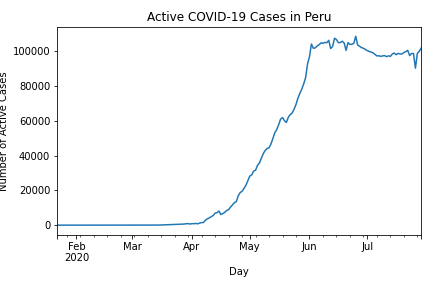 Active COVID-19 Cases in Peru
Number of Active Cases
100000
80000
60000
40000
20000
0
Feb
2020
Mar
Apr
May
Jun
Jul
Day